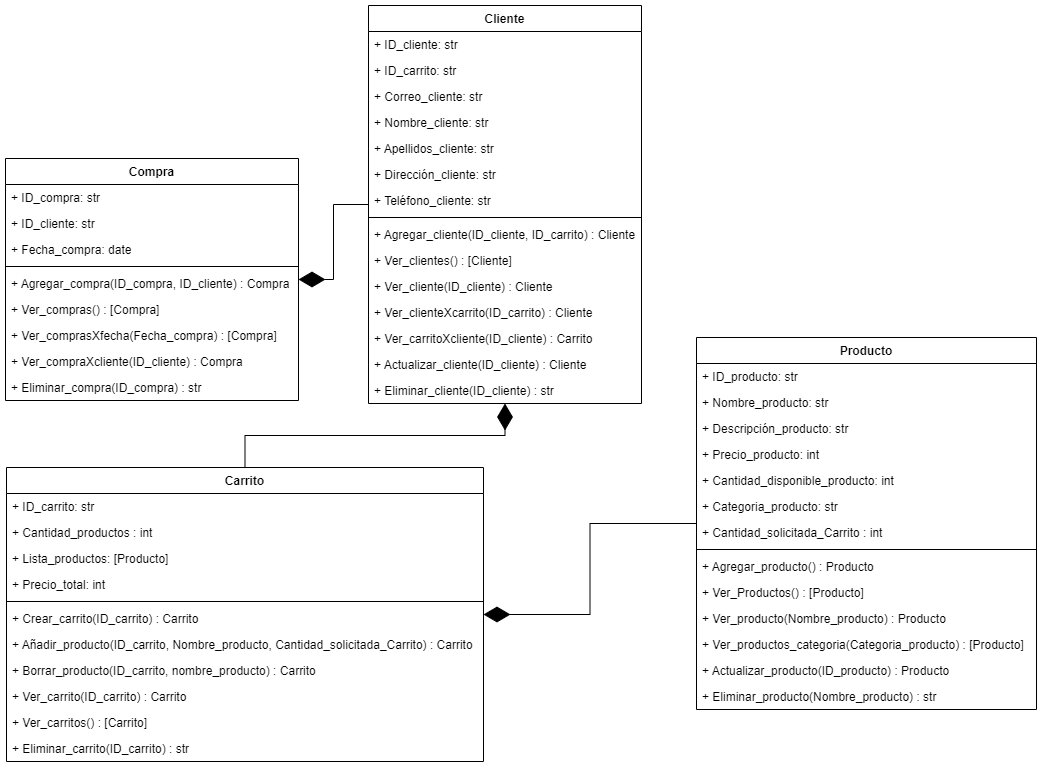 Cliente
+ ID_cliente: str
+ ID_carrito: str
+ Correo_cliente: str
+ Nombre_cliente: str
+ Apellidos_cliente: str
+ Dirección_cliente: str
+ Teléfono_cliente: str
+ Agregar_cliente(ID_cliente, ID_carrito) : Cliente
+ Ver_clientes() : [Cliente]
+ Ver_cliente(ID_cliente) : Cliente
+ Ver_clienteXcarrito(ID_carrito) : Cliente
+ Ver_carritoXcliente(ID_cliente) : Carrito
+ Actualizar_cliente(ID_cliente) : Cliente
+ Eliminar_cliente(ID_cliente) : str
Compra
+ ID_compra: str
+ ID_cliente: str
+ Fecha_compra: date
+ Agregar_compra(ID_compra, ID_cliente) : Compra
+ Ver_compras() : [Compra]
+ Ver_comprasXfecha(Fecha_compra) : [Compra]
+ Ver_compraXcliente(ID_cliente) : Compra
+ Eliminar_compra(ID_compra) : str
Producto
+ ID_producto: str
+ Nombre_producto: str
+ Descripción_producto: str
+ Precio_producto: int
+ Cantidad_disponible_producto: int
+ Categoria_producto: str
+ Cantidad_solicitada_Carrito : int
+ Agregar_producto() : Producto
+ Ver_Productos() : [Producto]
+ Ver_producto(Nombre_producto) : Producto
+ Ver_productos_categoria(Categoria_producto) : [Producto]
+ Actualizar_producto(ID_producto) : Producto
+ Eliminar_producto(Nombre_producto) : str
Carrito
+ ID_carrito: str
+ Cantidad_productos : int
+ Lista_productos: [Producto]
+ Precio_total: int
+ Crear_carrito(ID_carrito) : Carrito
+ Añadir_producto(ID_carrito, Nombre_producto, Cantidad_solicitada_Carrito) : Carrito
+ Borrar_producto(ID_carrito, nombre_producto) : Carrito
+ Ver_carrito(ID_carrito) : Carrito
+ Ver_carritos() : [Carrito]
+ Eliminar_carrito(ID_carrito) : str